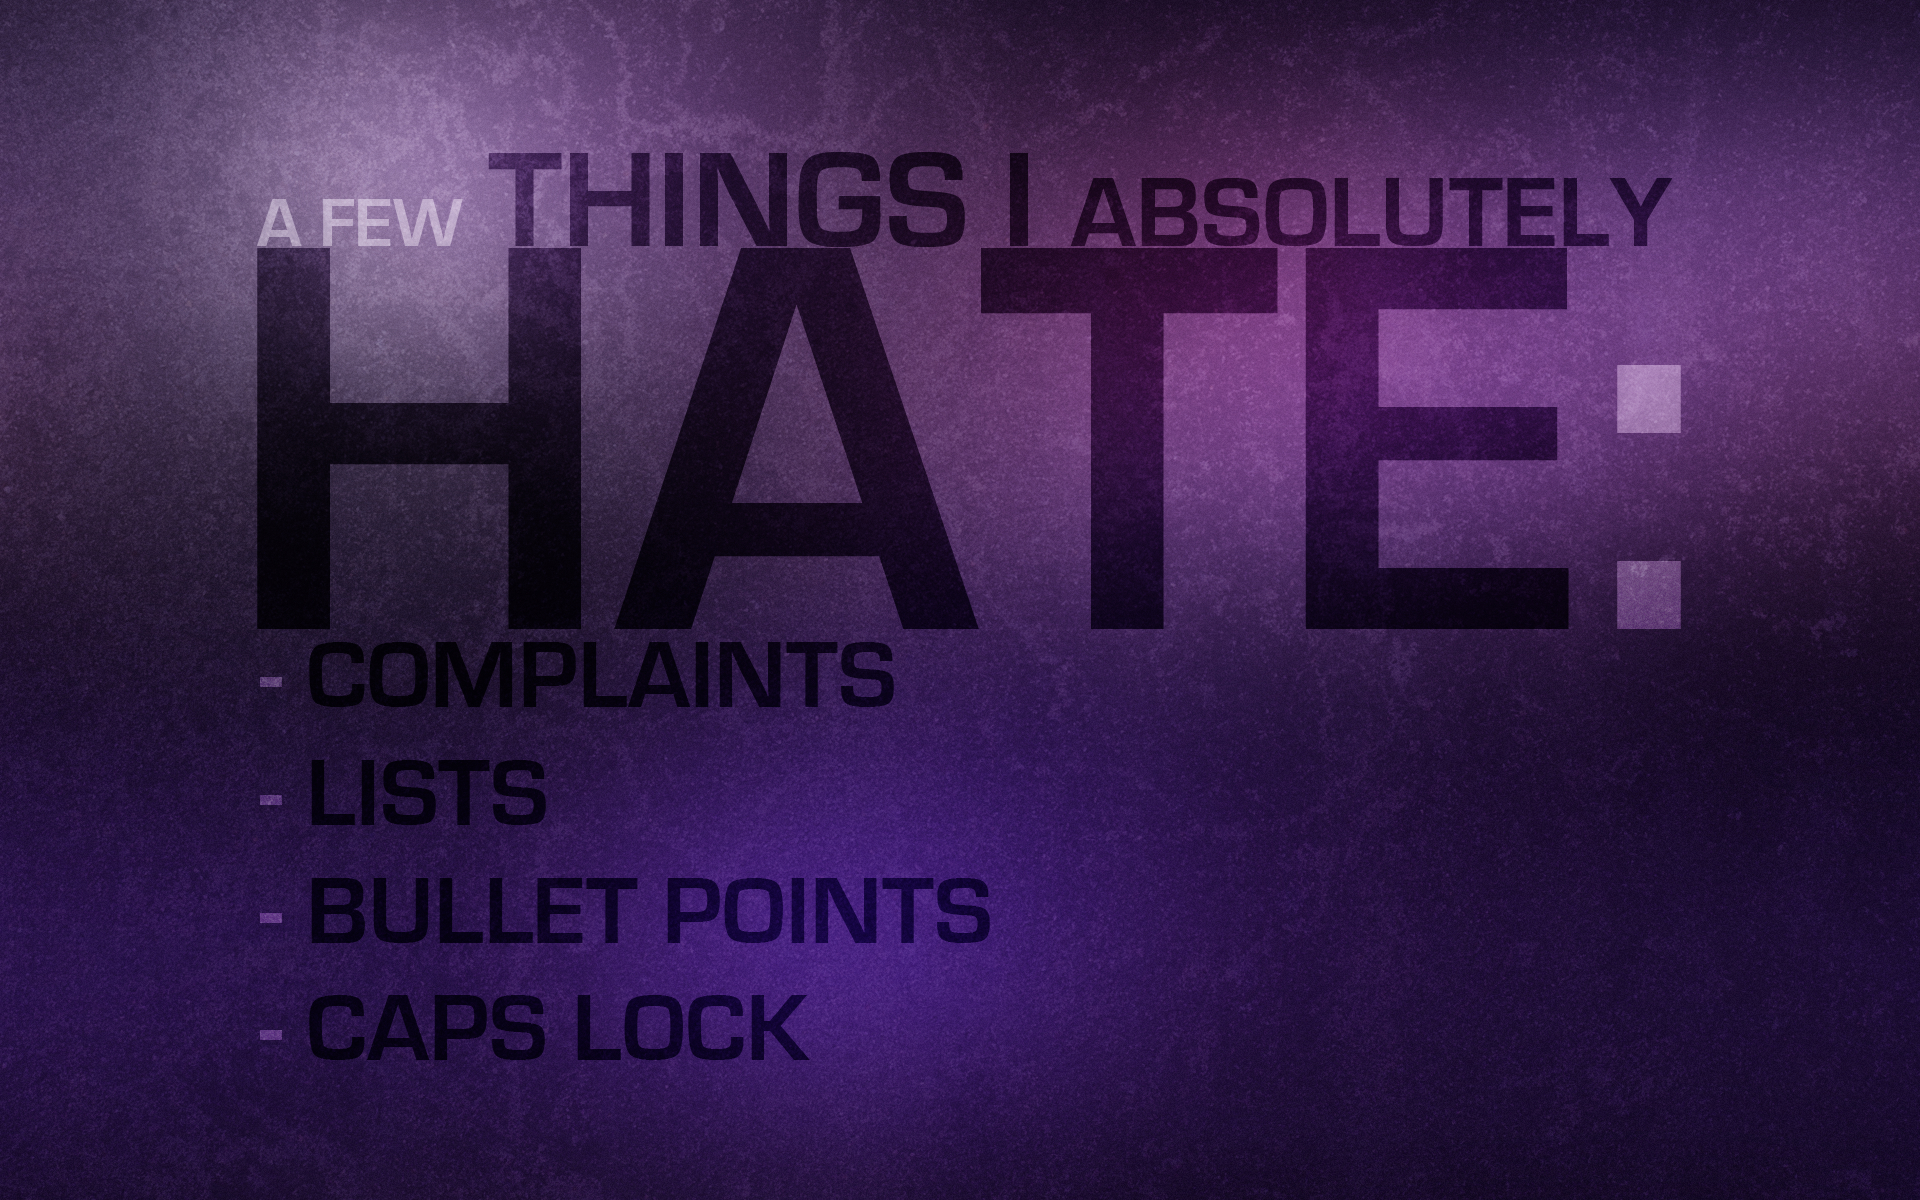 A FEW THINGS I ABSOLUTELY
HATE:
- COMPLAINTS
- LISTS
- BULLET POINTS
- CAPS LOCK